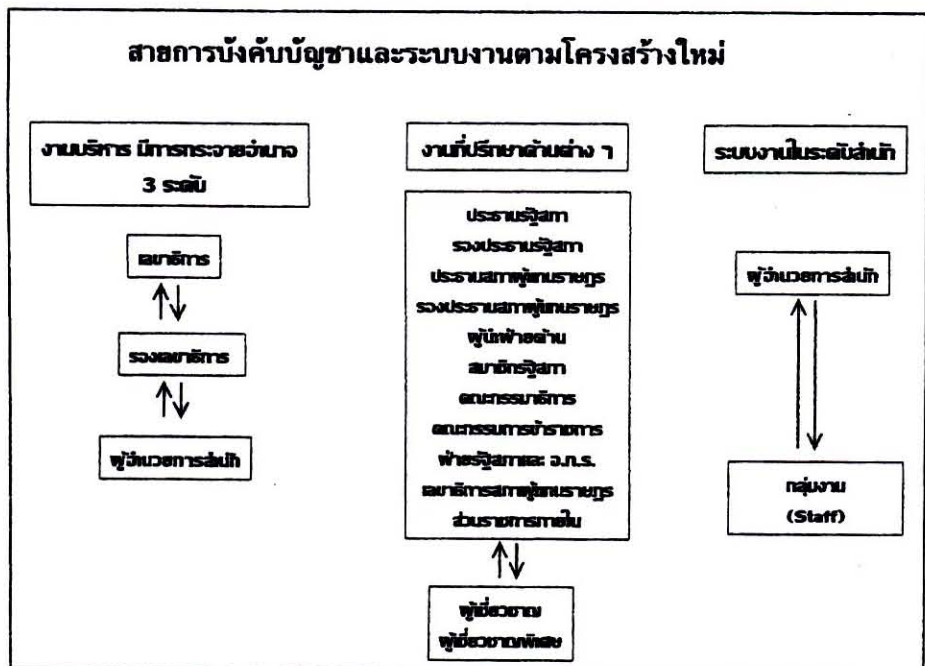 สายการบังคับบัญชาและระบบงานตามโครงสร้างใหม่
งานบริหาร มีการกระจายอำนาจ
3 ระดับ
เลขาธิการ
รองเลขาธิการ
ผู้อำนวยการสำนัก
งานที่ปรึกษาด้านต่าง ๆ
ประธานรัฐสภา
รองประธานรัฐสภา
ประธานสภาผู้แทนราษฎร
รองประธานสภาผู้แทนราษฎร
ผู้นำฝ่ายค้าน
สมาชิกรัฐสภา
คณะกรรมาธิการ
คณะกรรมการข้าราชการ
ฝ่ายรัฐสภาและ อ.ก.ร.
เลขาธิการสภาผู้แทนราษฎร
ส่วนราชการภายใน
ผู้เชี่ยวชาญ
ผู้เชี่ยวชาญพิเศษ
ระบบงานในระดับสำนัก
ผู้อำนวยการสำนัก
กลุ่มงาน
(Staff)